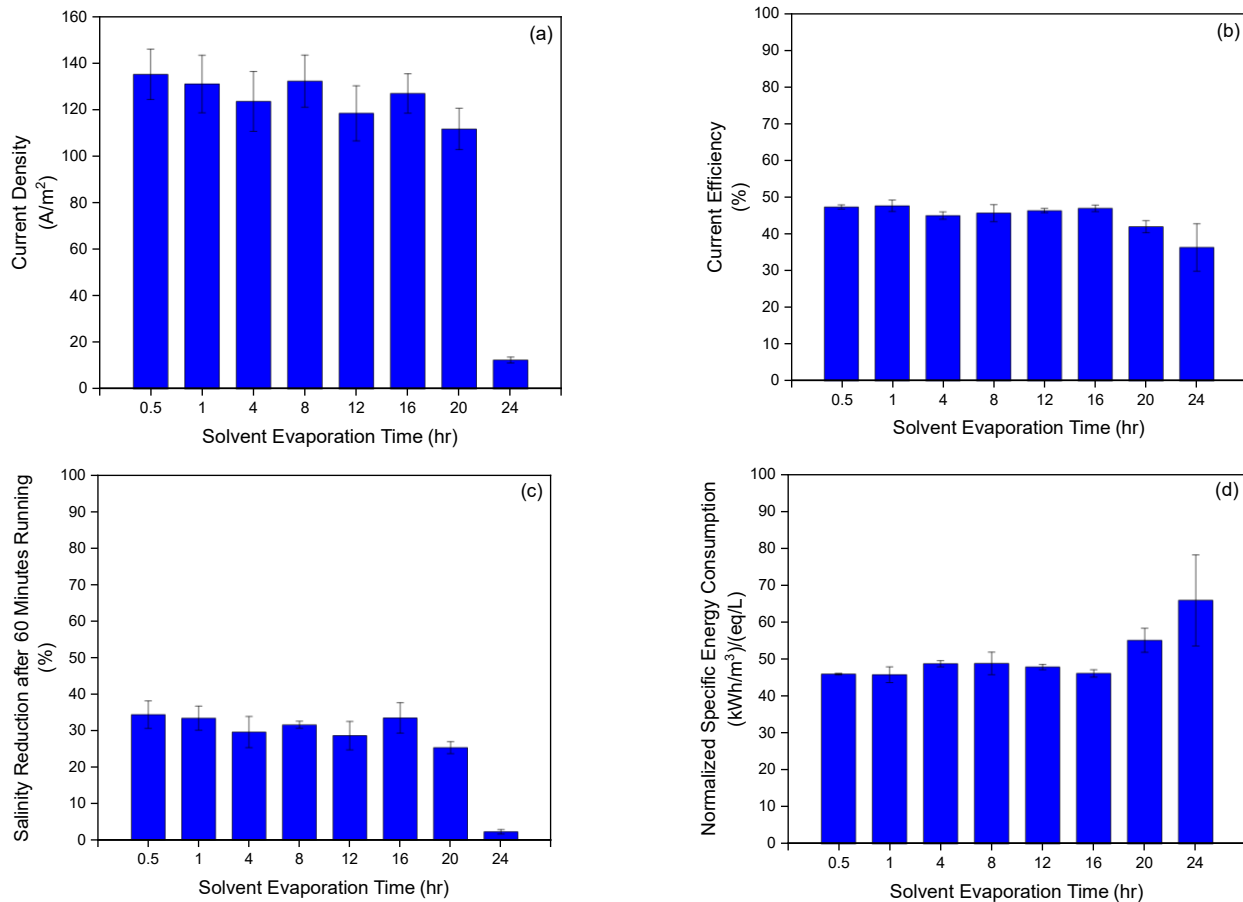 (a)
Current Density
(A/m²)
160
140
120
100
80
60
40
20
0
0.5 1 4 8 12 16 20 24
Solvent Evaporation Time (hr)
(b)
Current Efficiency
(%)
100
90
80
70
60
50
40
30
20
10
0
0.5 1 4 8 12 16 20 24
Solvent Evaporation Time (hr)
(c)
Salinity Reduction after 60 Minutes Running
(%)
100
90
80
70
60
50
40
30
20
10
0
0.5 1 4 8 12 16 20 24
Solvent Evaporation Time (hr)
(d)
Normalized Specific Energy Consumption
(kWh/m³)/(eq/L)
100
90
80
70
60
50
40
30
20
10
0
0.5 1 4 8 12 16 20 24
Solvent Evaporation Time (hr)